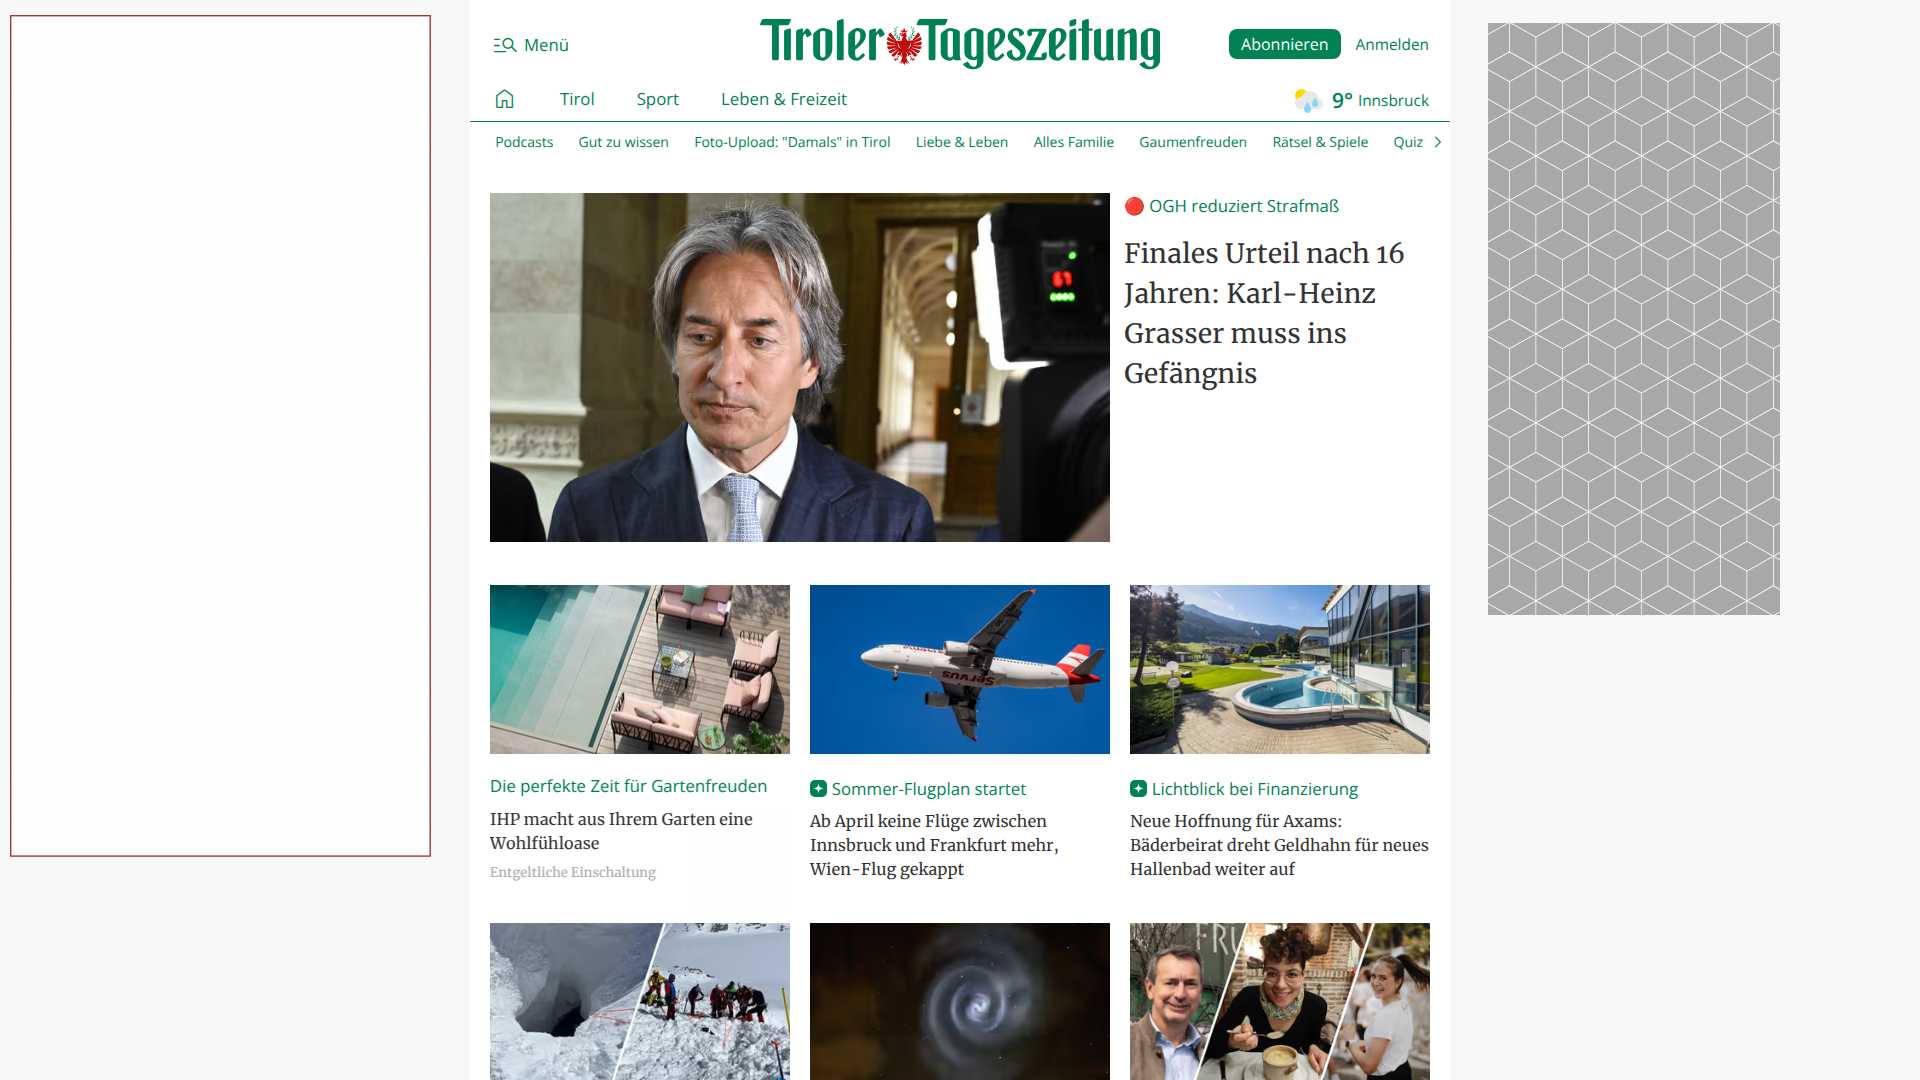 Menü
Tiroler Tageszeitung
Abonnieren
Anmelden
Tirol
Sport
Leben & Freizeit
9° Innsbruck
Podcasts
Gut zu wissen
Foto-Upload: "Damals" in Tirol
Liebe & Leben
Alles Familie
Gaumenfreuden
Rätsel & Spiele
Quiz
OGH reduziert Strafmaß
Finales Urteil nach 16
Jahren: Karl-Heinz
Grasser muss ins
Gefängnis
Servus
Die perfekte Zeit für Gartenfreuden
IHP macht aus Ihrem Garten eine
Wohlfühloase
Entgeltliche Einschaltung
Sommer-Flugplan startet
Ab April keine Flüge zwischen
Innsbruck und Frankfurt mehr,
Wien-Flug gekappt
Lichtblick bei Finanzierung
Neue Hoffnung für Axams:
Bäderbeirat dreht Geldhahn für neues
Hallenbad weiter auf